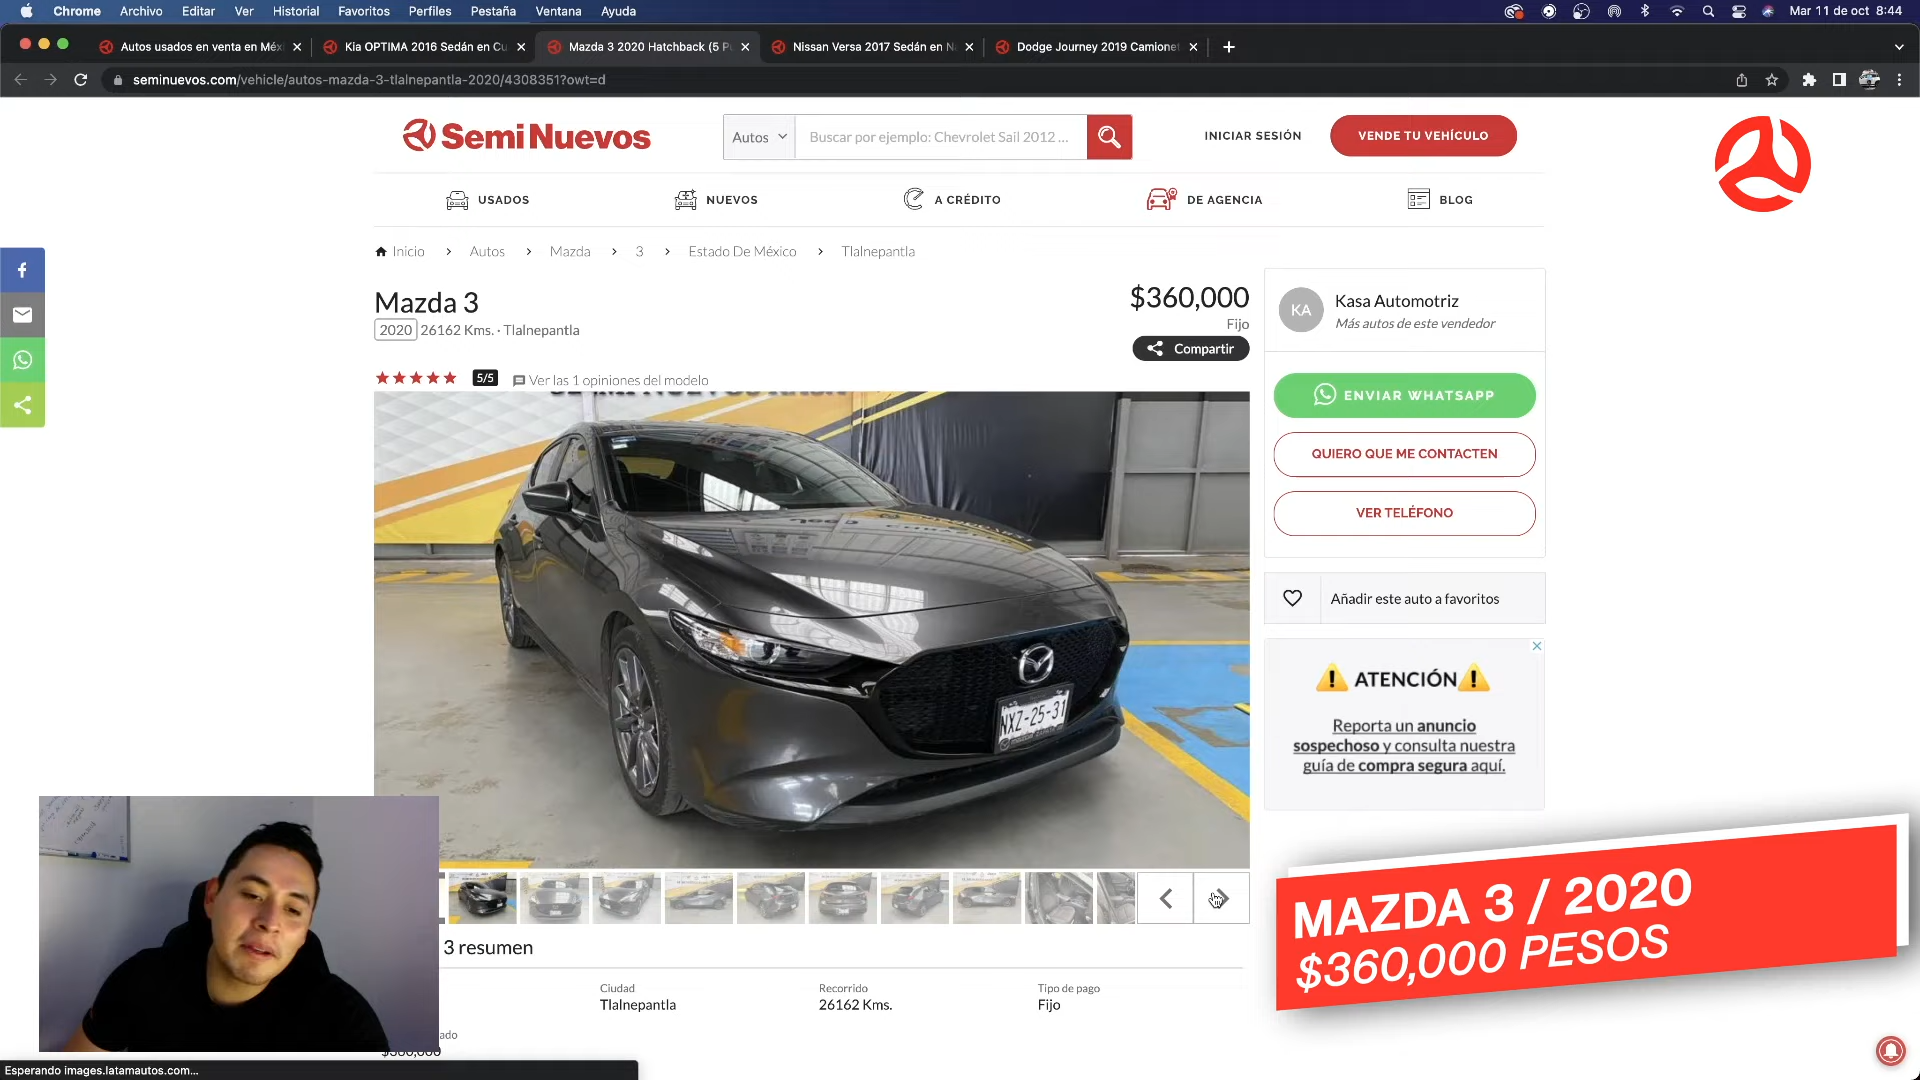 Chrome Archivo Editar Ver Historial Favoritos Perfiles Pestaña Ventana Ayuda Mar 11 de oct 8:44
Autos usados en venta en Méx
Kia OPTIMA 2016 Sedán en Cu
Mazda 3 2020 Hatchback (5 Pu
Nissan Versa 2017 Sedán en N
Dodge Journey 2019 Camionet
seminuevos.com/vehicle/autos-mazda-3-tlalnepantla-2020/4308351?owt=d
SemiNuevos
Autos
Buscar por ejemplo: Chevrolet Sail 2012 ...
INICIAR SESIÓN
VENDE TU VEHÍCULO
USADOS
NUEVOS
A CRÉDITO
DE AGENCIA
BLOG
Inicio > Autos > Mazda > 3 > Estado De México > Tlalnepantla
Mazda 3
2020 26162 Kms. · Tlalnepantla
$360,000
Fijo
Compartir
5/5
Ver las 1 opiniones del modelo
KA
Kasa Automotriz
Más autos de este vendedor
ENVIAR WHATSAPP
QUIERO QUE ME CONTACTEN
VER TELÉFONO
Añadir este auto a favoritos
ATENCIÓN
Reporta un anuncio
sospechoso y consulta nuestra
guía de compra segura aquí.
NXZ-25-31
3 resumen
Ciudad
Tlalnepantla
Recorrido
26162 Kms.
Tipo de pago
Fijo
ado
$360,000
MAZDA 3 / 2020
$360,000 PESOS
Esperando images.latamautos.com...